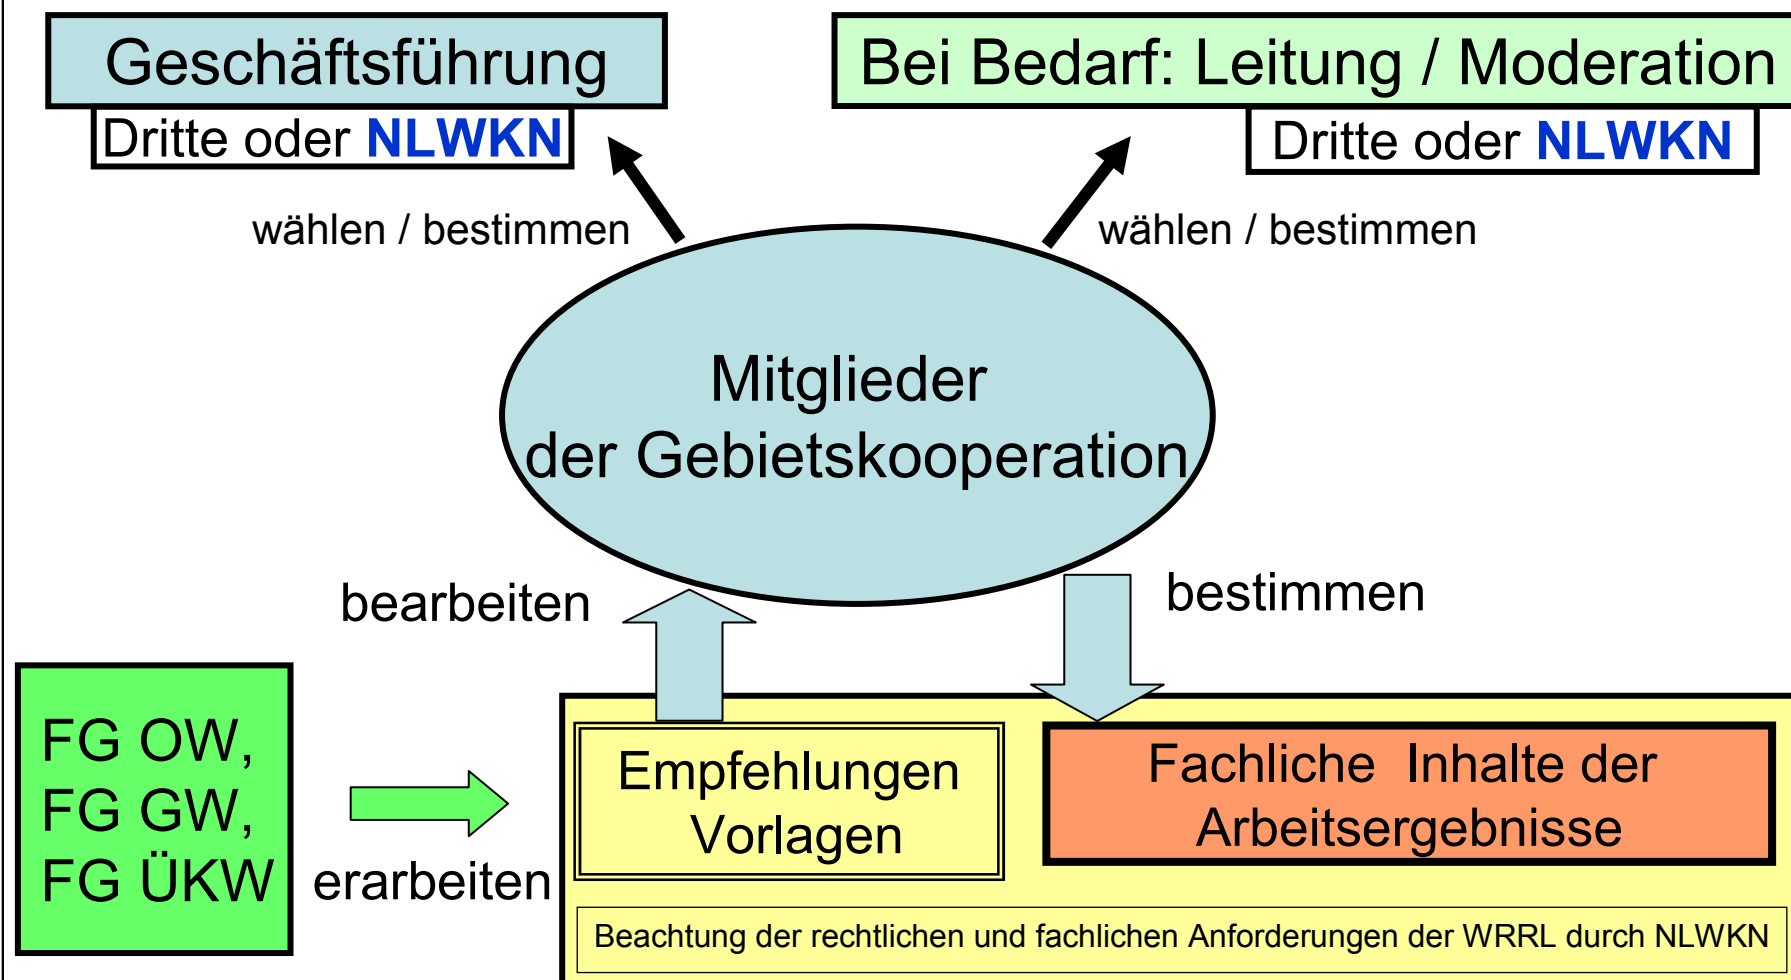 Geschäftsführung
Dritte oder NLWKN
Bei Bedarf: Leitung / Moderation
Dritte oder NLWKN
wählen / bestimmen
wählen / bestimmen
Mitglieder
der Gebietskooperation
bearbeiten
bestimmen
FG OW,
FG GW,
FG ÜKW
erarbeiten
Empfehlungen
Vorlagen
Fachliche Inhalte der
Arbeitsergebnisse
Beachtung der rechtlichen und fachlichen Anforderungen der WRRL durch NLWKN